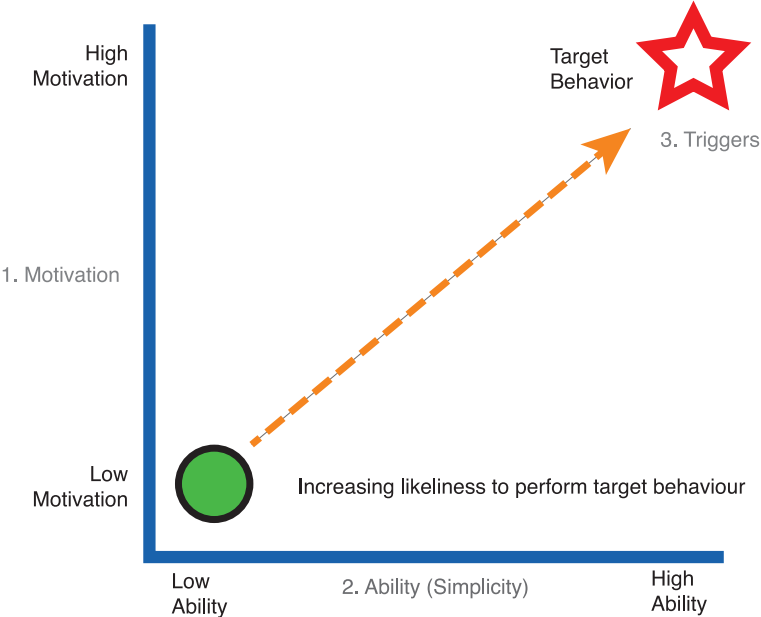 High
Motivation
Target
Behavior
3. Triggers
1. Motivation
Low
Motivation
Increasing likeliness to perform target behaviour
Low
Ability
2. Ability (Simplicity)
High
Ability